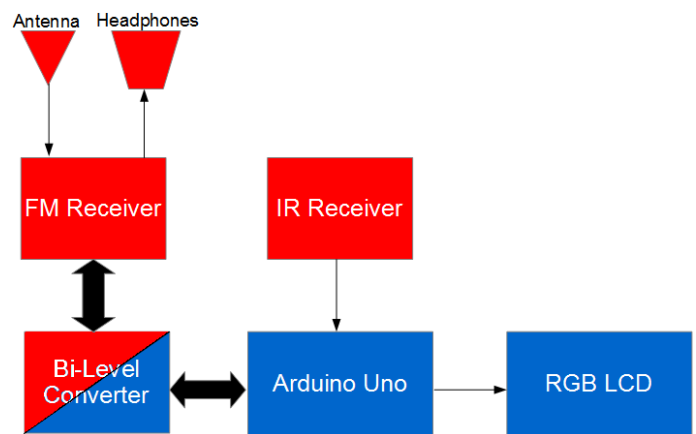 Antenna
Headphones
FM Receiver
IR Receiver
Bi-Level
Converter
Arduino Uno
RGB LCD